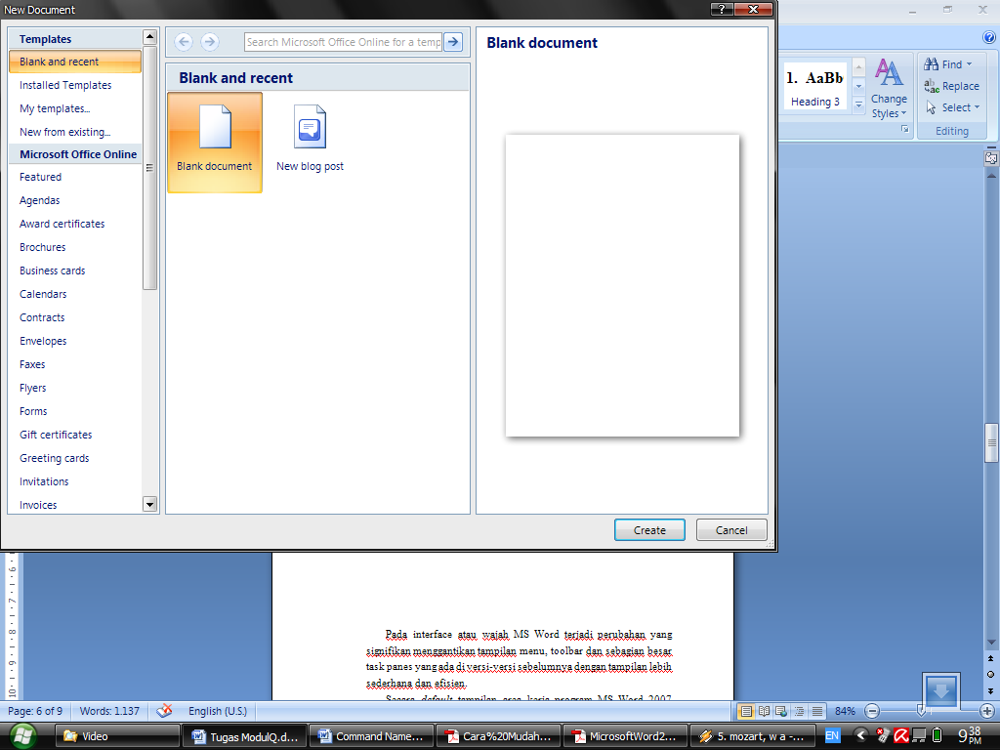 New Document
Templates
Blank and recent
Installed Templates
My templates...
New from existing...
Microsoft Office Online
Featured
Agendas
Award certificates
Brochures
Business cards
Calendars
Contracts
Envelopes
Faxes
Flyers
Forms
Gift certificates
Greeting cards
Invitations
Invoices
Search Microsoft Office Online for a temp
Blank and recent
Blank document
New blog post
Blank document
Create
Cancel
1. AaBb
Heading 3
Change
Styles
Find
Replace
Select
Editing
Pada interface atau wajah MS Word terjadi perubahan yang
signifikan menggantikan tampilan menu, toolbar dan sebagian besar
task panes yang ada di versi-versi sebelumnya dengan tampilan lebih
sederhana dan efisien.
Secara default tampilan area kerja program MS Word 2007
Page: 6 of 9
Words: 1.137
English (U.S.)
84%
Video
Tugas ModulQ.d...
Command Name...
Cara%20Mudah...
MicrosoftWord2...
5. mozart, w a -...
EN
9:38 PM